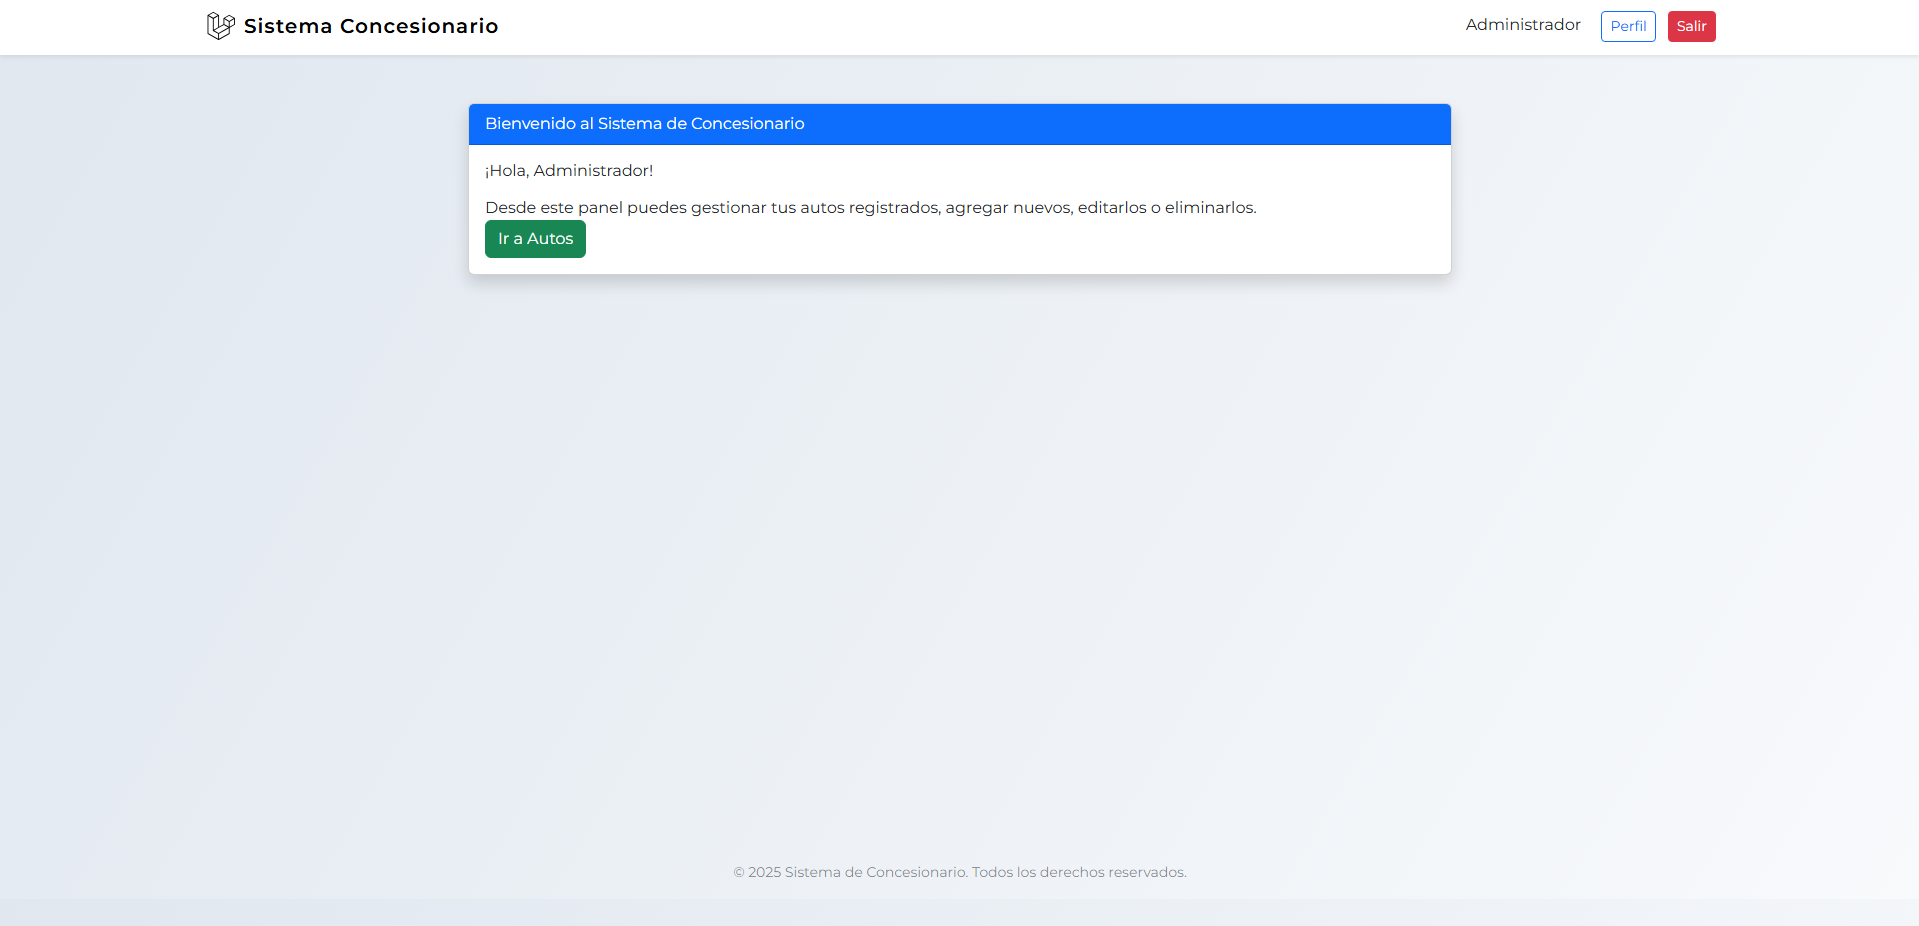 Sistema Concesionario
Administrador
Perfil
Salir
Bienvenido al Sistema de Concesionario
¡Hola, Administrador!
Desde este panel puedes gestionar tus autos registrados, agregar nuevos, editarlos o eliminarlos.
Ir a Autos
© 2025 Sistema de Concesionario. Todos los derechos reservados.